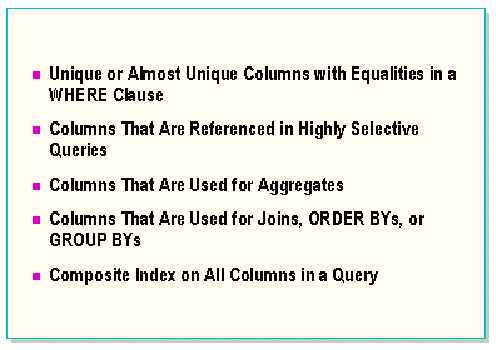 Unique or Almost Unique Columns with Equalities in a
WHERE Clause
Columns That Are Referenced in Highly Selective
Queries
Columns That Are Used for Aggregates
Columns That Are Used for Joins, ORDER BYs, or
GROUP BYs
Composite Index on All Columns in a Query